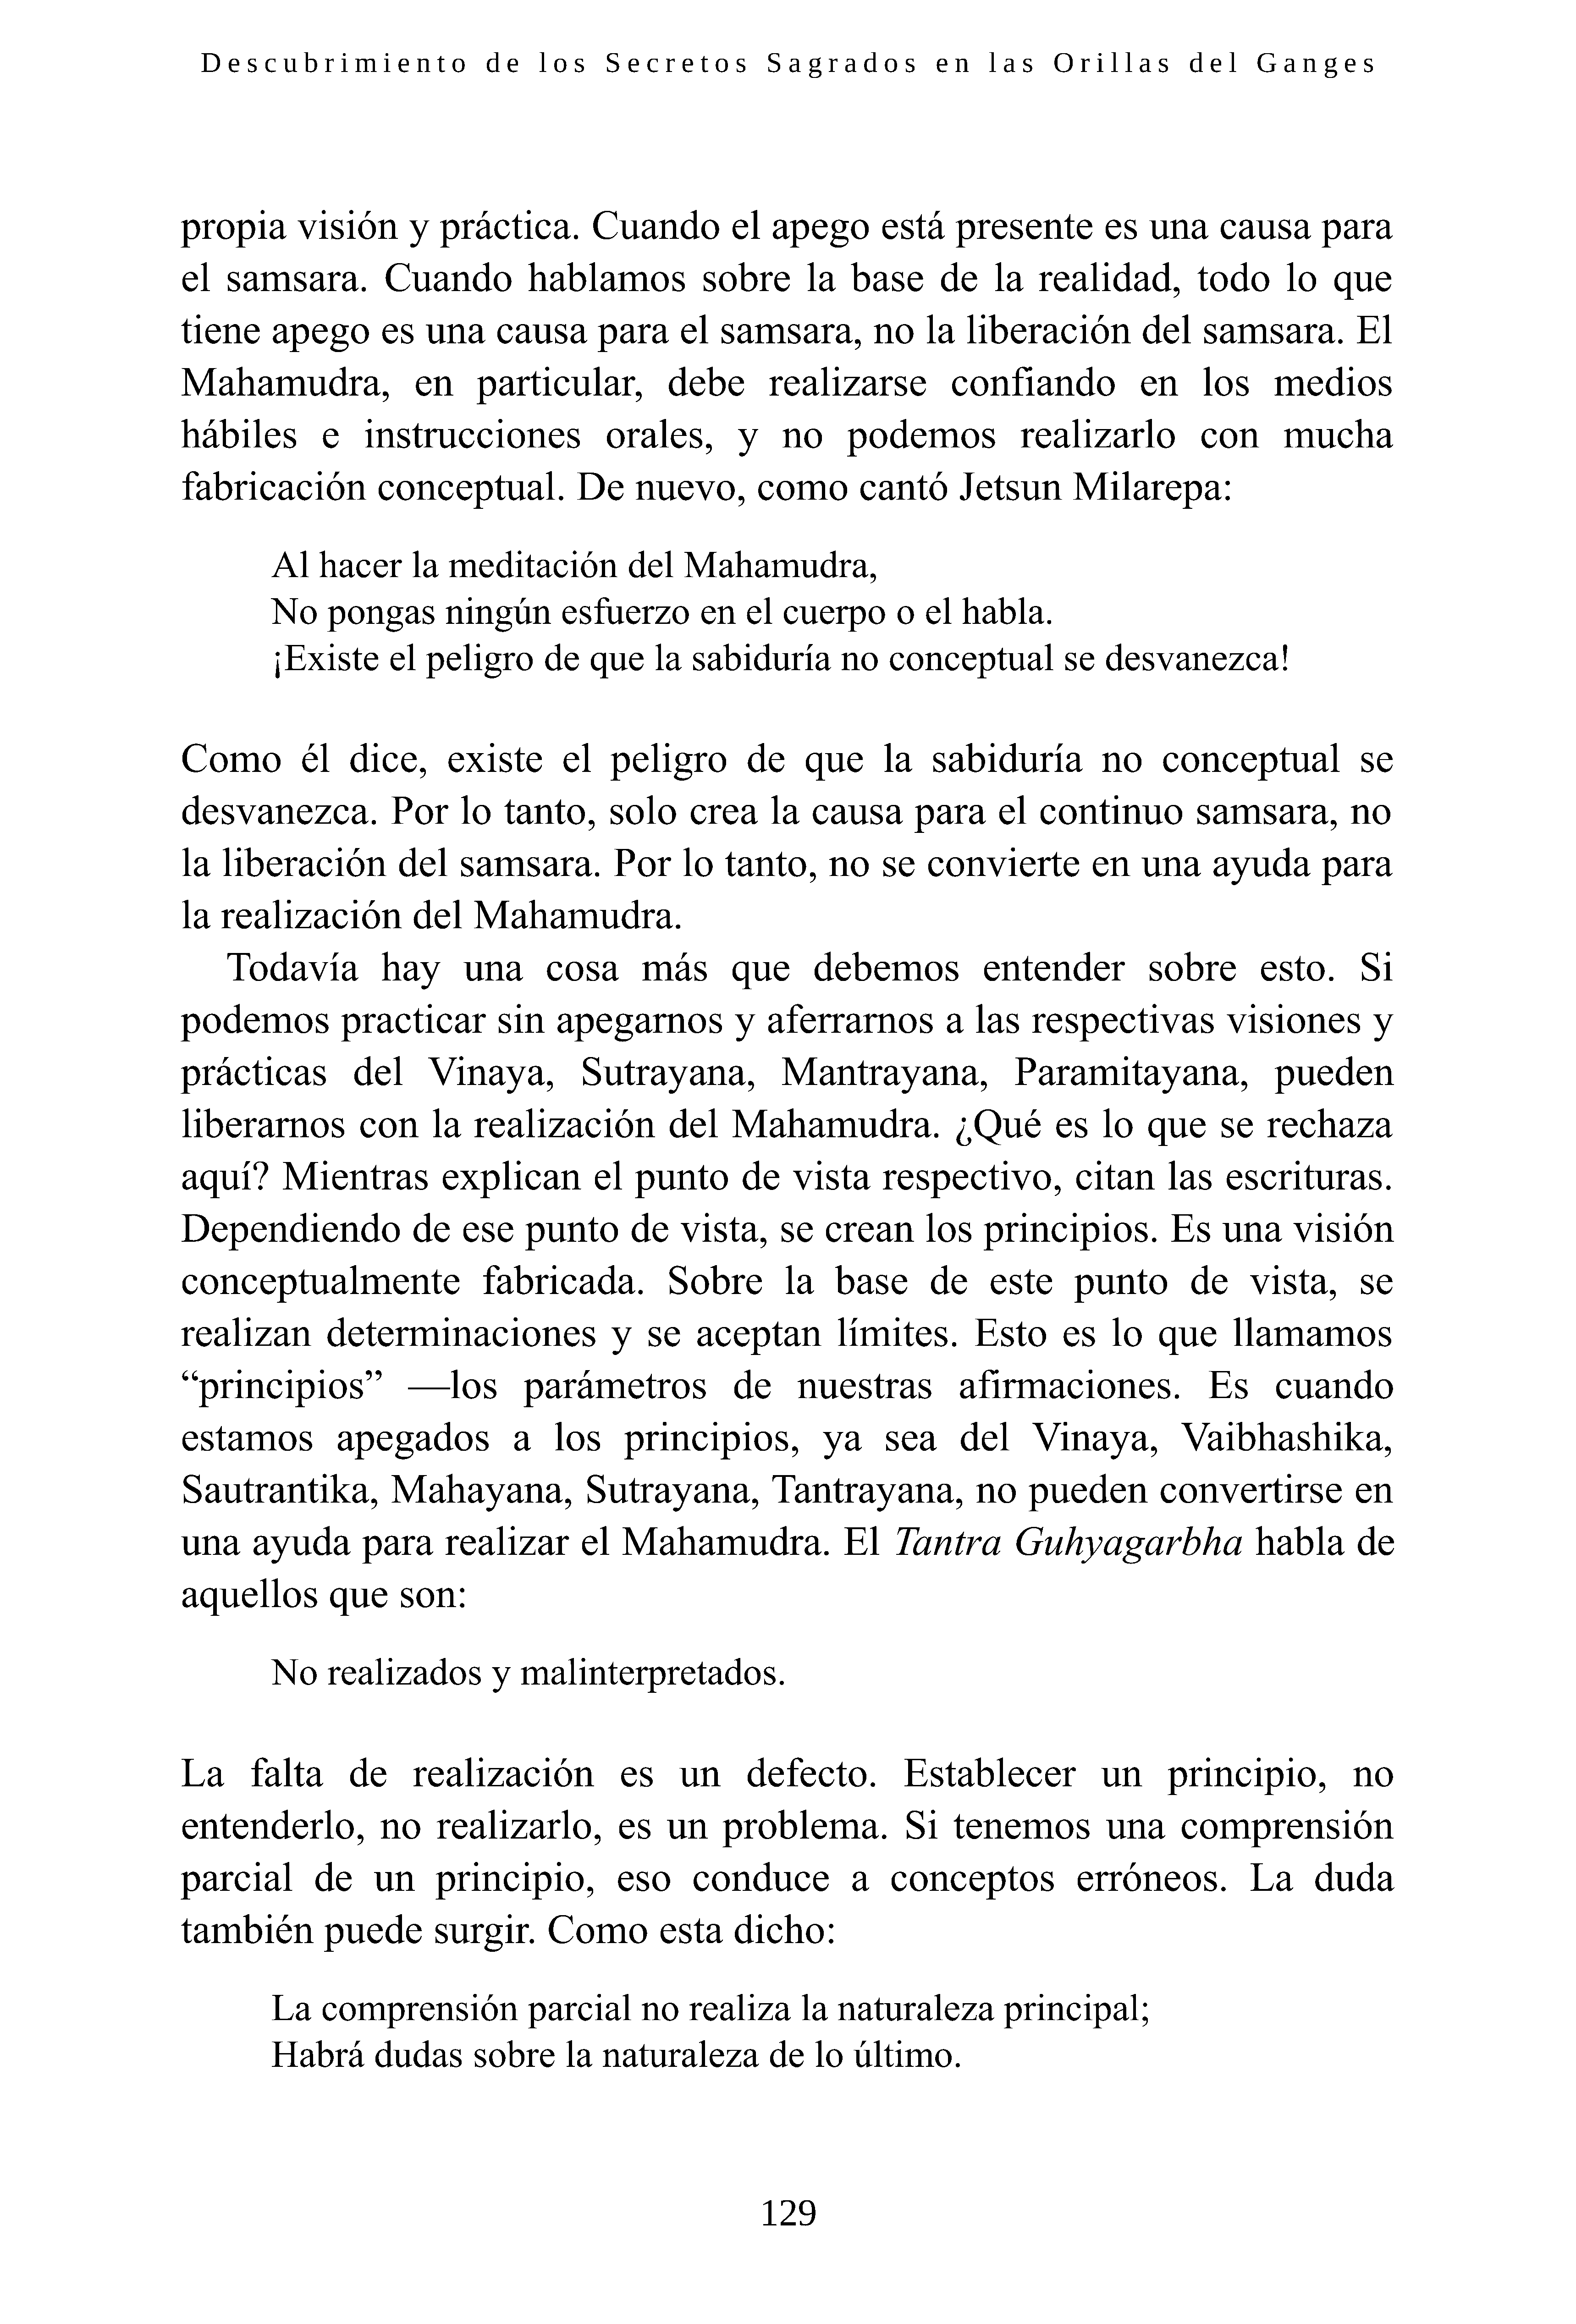 Descubrimiento de los Secretos Sagrados en las Orillas del Ganges
propia visión y práctica. Cuando el apego está presente es una causa para
el samsara. Cuando hablamos sobre la base de la realidad, todo lo que
tiene apego es una causa para el samsara, no la liberación del samsara. El
Mahamudra, en particular, debe realizarse confiando en los medios
hábiles e instrucciones orales, y no podemos realizarlo con mucha
fabricación conceptual. De nuevo, como cantó Jetsun Milarepa:
Al hacer la meditación del Mahamudra,
No pongas ningún esfuerzo en el cuerpo o el habla.
¡Existe el peligro de que la sabiduría no conceptual se desvanezca!
Como él dice, existe el peligro de que la sabiduría no conceptual se
desvanezca. Por lo tanto, solo crea la causa para el continuo samsara, no
la liberación del samsara. Por lo tanto, no se convierte en una ayuda para
la realización del Mahamudra.
Todavía hay una cosa más que debemos entender sobre esto. Si
podemos practicar sin apegarnos y aferrarnos a las respectivas visiones y
prácticas del Vinaya, Sutrayana, Mantrayana, Paramitayana, pueden
liberarnos con la realización del Mahamudra. ¿Qué es lo que se rechaza
aquí? Mientras explican el punto de vista respectivo, citan las escrituras.
Dependiendo de ese punto de vista, se crean los principios. Es una visión
conceptualmente fabricada. Sobre la base de este punto de vista, se
realizan determinaciones y se aceptan límites. Esto es lo que llamamos
“principios” —los parámetros de nuestras afirmaciones. Es cuando
estamos apegados a los principios, ya sea del Vinaya, Vaibhashika,
Sautrantika, Mahayana, Sutrayana, Tantrayana, no pueden convertirse en
una ayuda para realizar el Mahamudra. El Tantra Guhyagarbha habla de
aquellos que son:
No realizados y malinterpretados.
La falta de realización es un defecto. Establecer un principio, no
entenderlo, no realizarlo, es un problema. Si tenemos una comprensión
parcial de un principio, eso conduce a conceptos erróneos. La duda
también puede surgir. Como esta dicho:
La comprensión parcial no realiza la naturaleza principal;
Habrá dudas sobre la naturaleza de lo último.
129